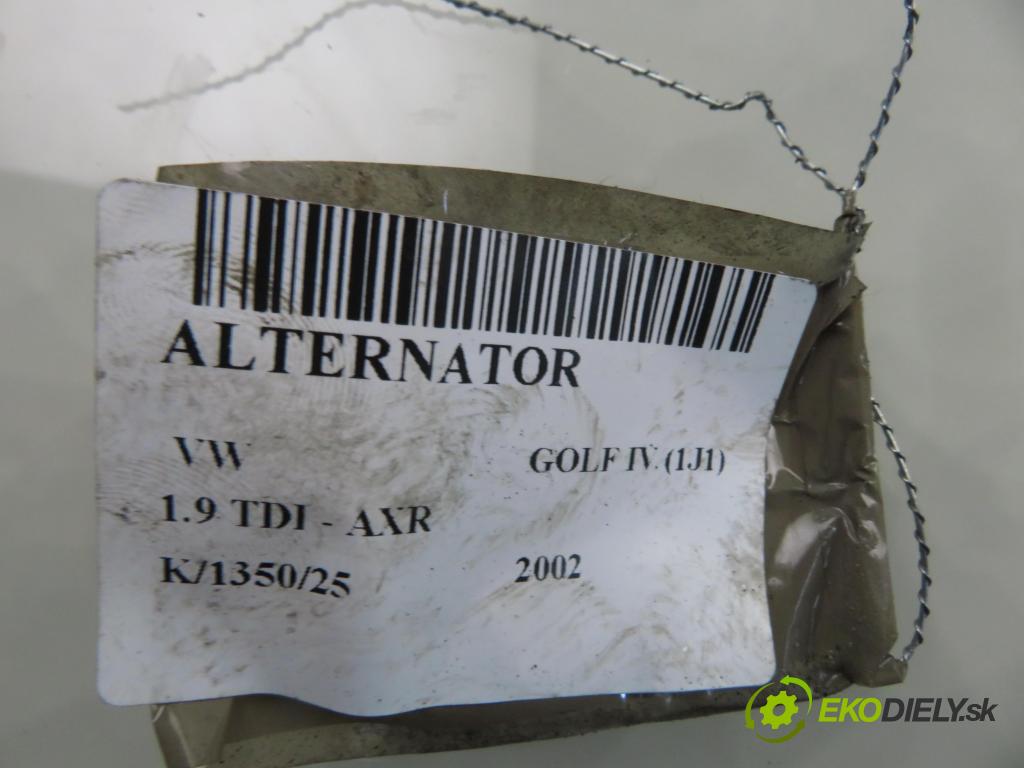 ALTERNATOR
VW GOLF IV (1J1)
1.9 TDI - AXR
K/1350/25 2002
EKODIELY.sk